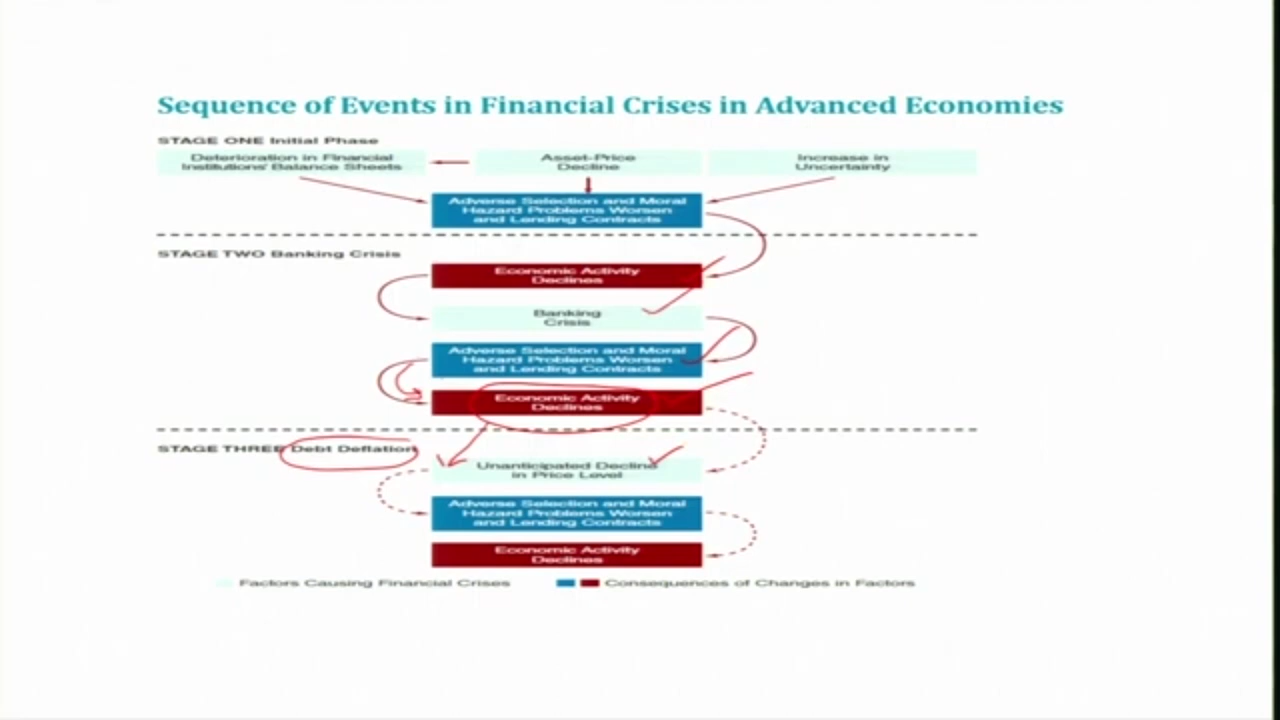 Sequence of Events in Financial Crises in Advanced Economies
STAGE ONE Initial Phase
Deterioration in Financial
Institutions' Balance Sheets
Asset-Price
Decline
Increase in
Uncertainty
Adverse Selection and Moral
Hazard Problems Worsen
and Lending Contracts
STAGE TWO Banking Crisis
Economic Activity
Declines
Banking
Crisis
Adverse Selection and Moral
Hazard Problems Worsen
and Lending Contracts
Economic Activity
Declines
STAGE THREE Debt Deflation
Unanticipated Decline
in Price Level
Adverse Selection and Moral
Hazard Problems Worsen
and Lending Contracts
Economic Activity
Declines
Factors Causing Financial Crises
Consequences of Changes in Factors